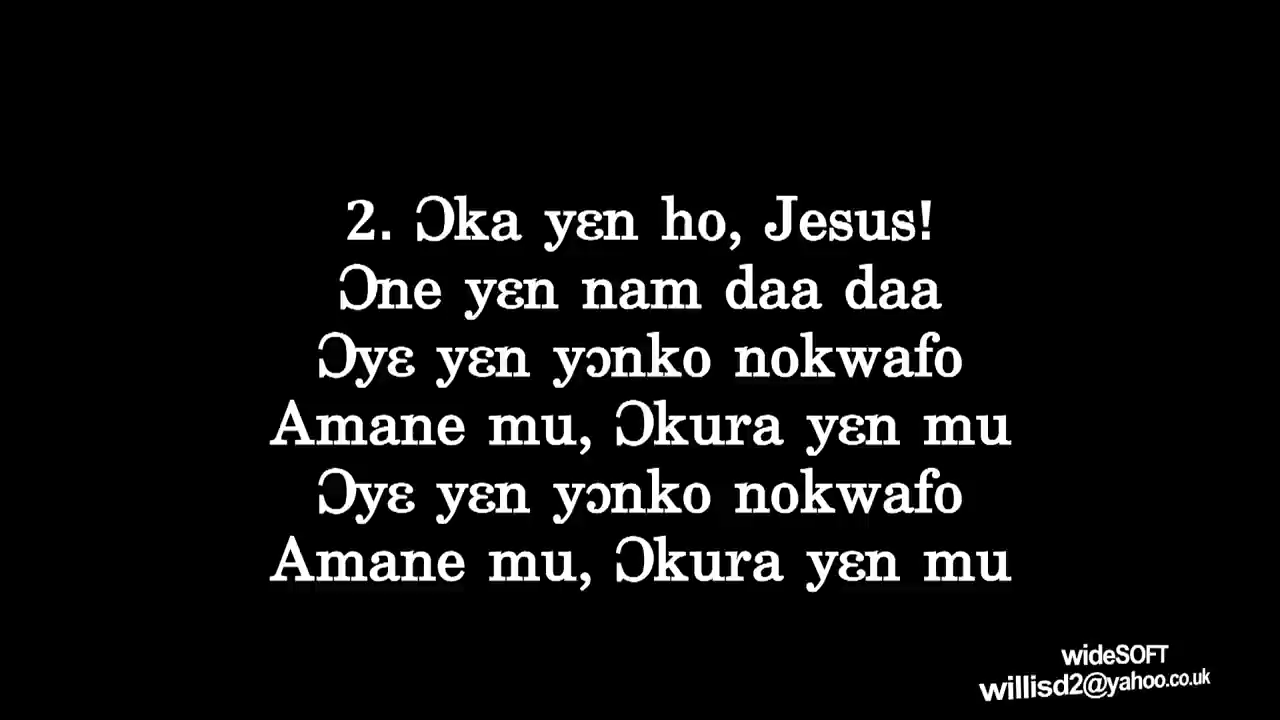 2. Ɔka yɛn ho, Jesus!
Ɔne yɛn nam daa daa
Ɔyɛ yɛn yɔnko nokwafo
Amane mu, Ɔkura yɛn mu
Ɔyɛ yɛn yɔnko nokwafo
Amane mu, Ɔkura yɛn mu
wideSOFT
willisd2@yahoo.co.uk